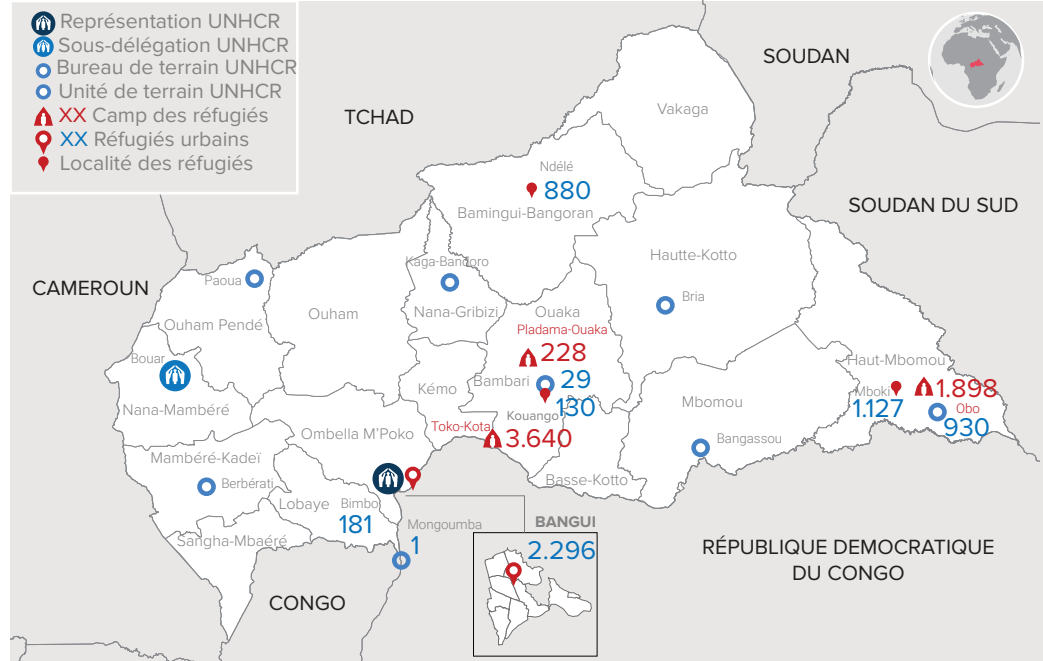 Représentation UNHCR
Sous-délégation UNHCR
Bureau de terrain UNHCR
Unité de terrain UNHCR
XX Camp des réfugiés
XX Réfugiés urbains
Localité des réfugiés
SOUDAN
TCHAD
Vakaga
Ndélé
880
Bamingui-Bangoran
SOUDAN DU SUD
CAMEROUN
Paoua
Kaga-Bandoro
Hautte-Kotto
Bria
Ouham
Nana-Gribizi
Ouaka
Ouham Pendé
Pladama-Ouaka
228
Bouar
Haut-Mbomou
Bambari
29
Kémo
Nana-Mambéré
130
Mbomou
Mboki
1.898
1.127
Obo
930
Kouango
Toko-Kota
3.640
Ombella M'Poko
Bangassou
Mambéré-Kadeï
Berbérati
Basse-Kotto
Lobaye
Bimbo
181
Mongoumba
1
Sangha-Mbaéré
BANGUI
2.296
RÉPUBLIQUE DEMOCRATIQUE
DU CONGO
CONGO